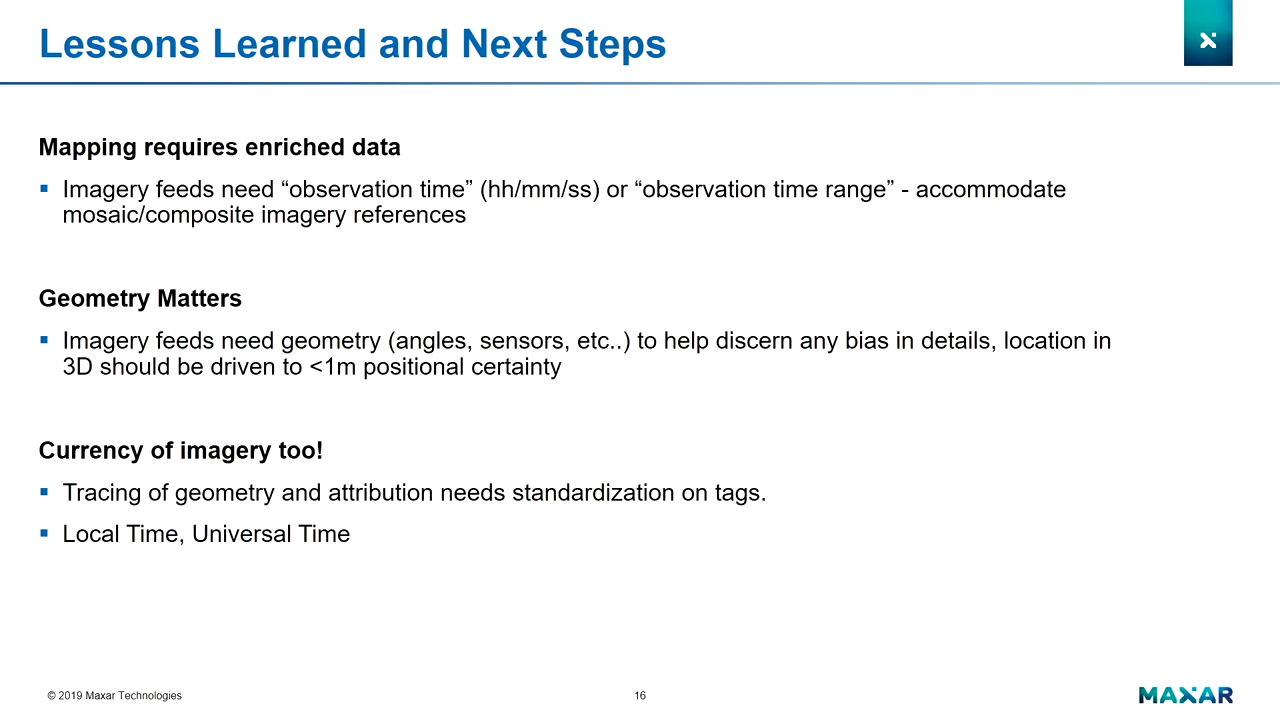 Lessons Learned and Next Steps
Mapping requires enriched data
▪ Imagery feeds need “observation time” (hh/mm/ss) or “observation time range” - accommodate
mosaic/composite imagery references
Geometry Matters
▪ Imagery feeds need geometry (angles, sensors, etc..) to help discern any bias in details, location in
3D should be driven to <1m positional certainty
Currency of imagery too!
▪ Tracing of geometry and attribution needs standardization on tags.
▪ Local Time, Universal Time
© 2019 Maxar Technologies
16
MAXAR